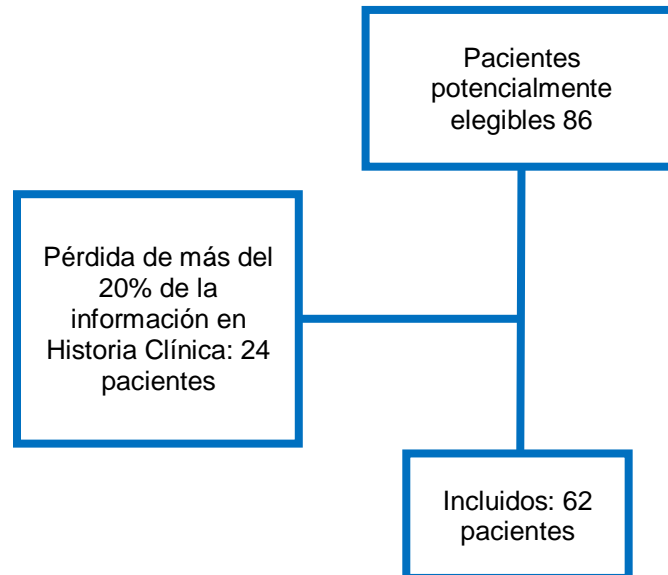 Pacientes
potencialmente
elegibles 86
Pérdida de más del
20% de la
información en
Historia Clínica: 24
pacientes
Incluidos: 62
pacientes